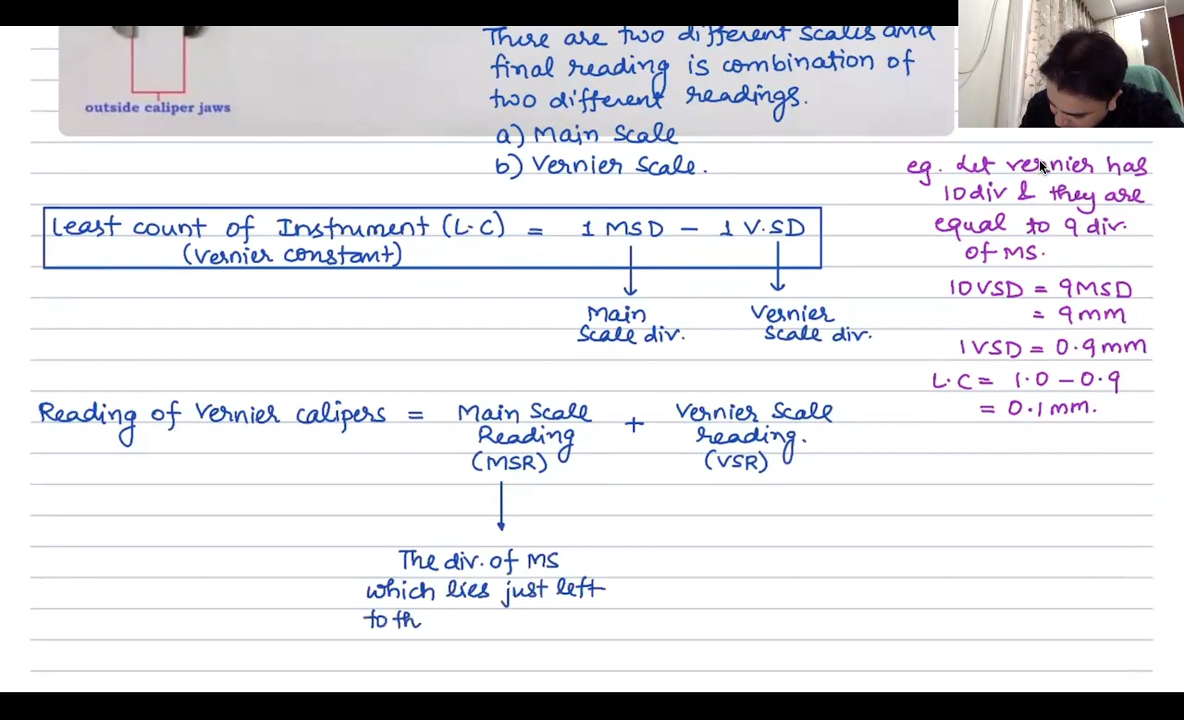 outside caliper jaws
There are two different scales and
final reading is combination of
two different readings.
a) Main Scale
b) Vernier Scale.
Least count of Instrument (L.C) = 1 MSD - 1 V.SD
(Vernier constant)
Main
Scale div.
Vernier
Scale div.
eg. Let vernier has
10 div & they are
equal to 9 div.
of MS.
10VSD = 9MSD
= 9mm
1VSD = 0.9mm
L.C = 1.0 - 0.9
= 0.1mm.
Reading of Vernier calipers = Main Scale Reading (MSR) + Vernier Scale reading. (VSR)
The div. of MS
which lies just left
to th